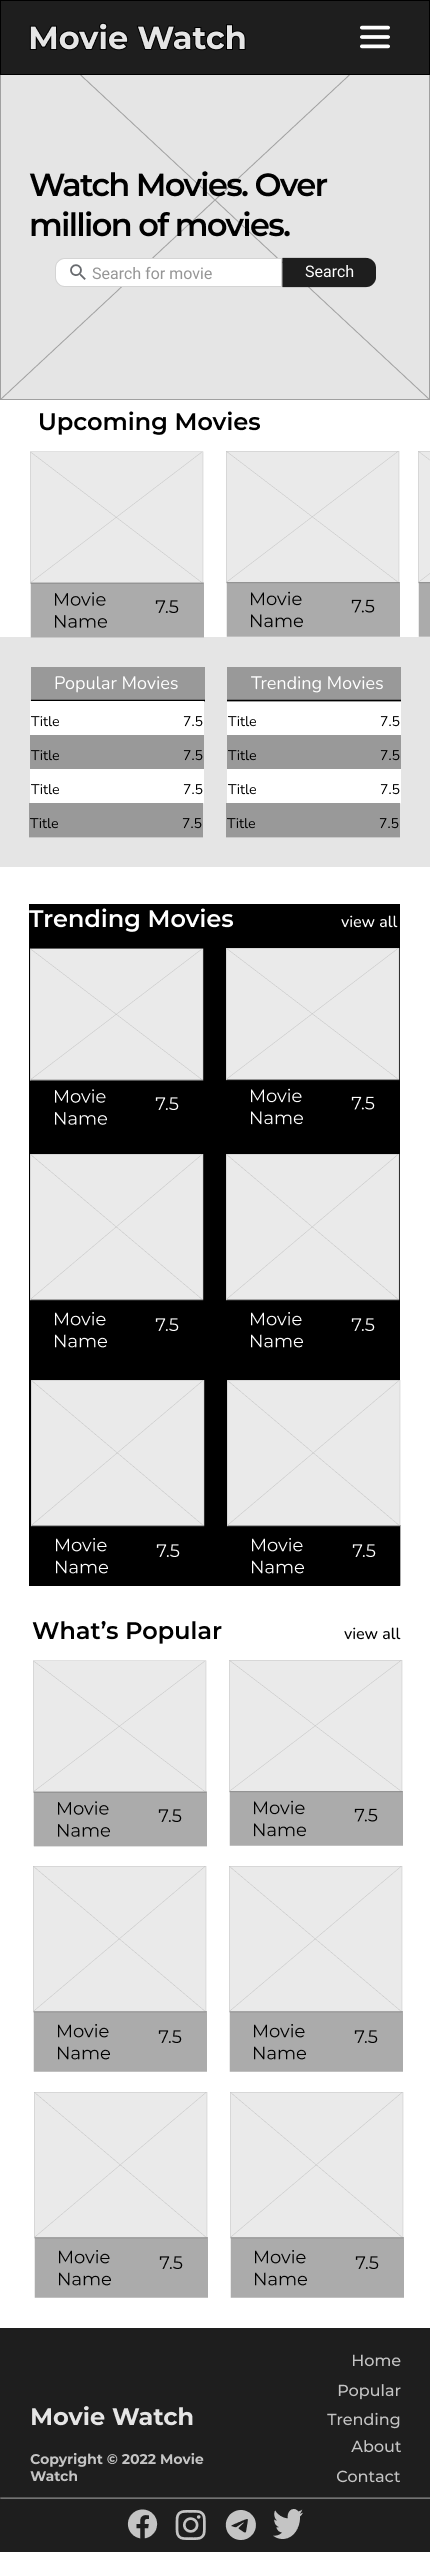 Movie Watch
Watch Movies. Over
million of movies.
Search for movie
Search
Upcoming Movies
Movie
Name
7.5
Movie
Name
7.5
Popular Movies
Title 7.5
Title 7.5
Title 7.5
Title 7.5
Trending Movies
Title 7.5
Title 7.5
Title 7.5
Title 7.5
Trending Movies
view all
Movie
Name
7.5
Movie
Name
7.5
Movie
Name
7.5
Movie
Name
7.5
Movie
Name
7.5
Movie
Name
7.5
What's Popular
view all
Movie
Name
7.5
Movie
Name
7.5
Movie
Name
7.5
Movie
Name
7.5
Movie
Name
7.5
Movie
Name
7.5
Movie Watch
Copyright © 2022 Movie
Watch
Home
Popular
Trending
About
Contact